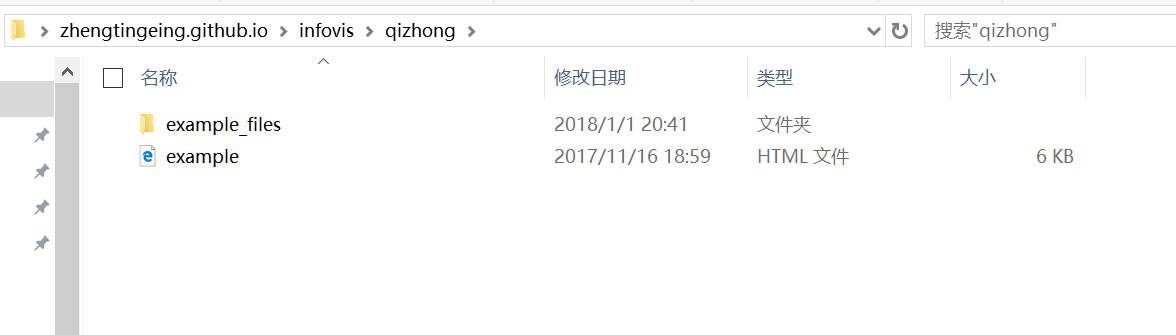 zhengtingeing.github.io infovis qizhong 搜索"qizhong"
名称 修改日期 类型 大小
example_files 2018/1/1 20:41 文件夹
example 2017/11/16 18:59 HTML 文件 6 KB